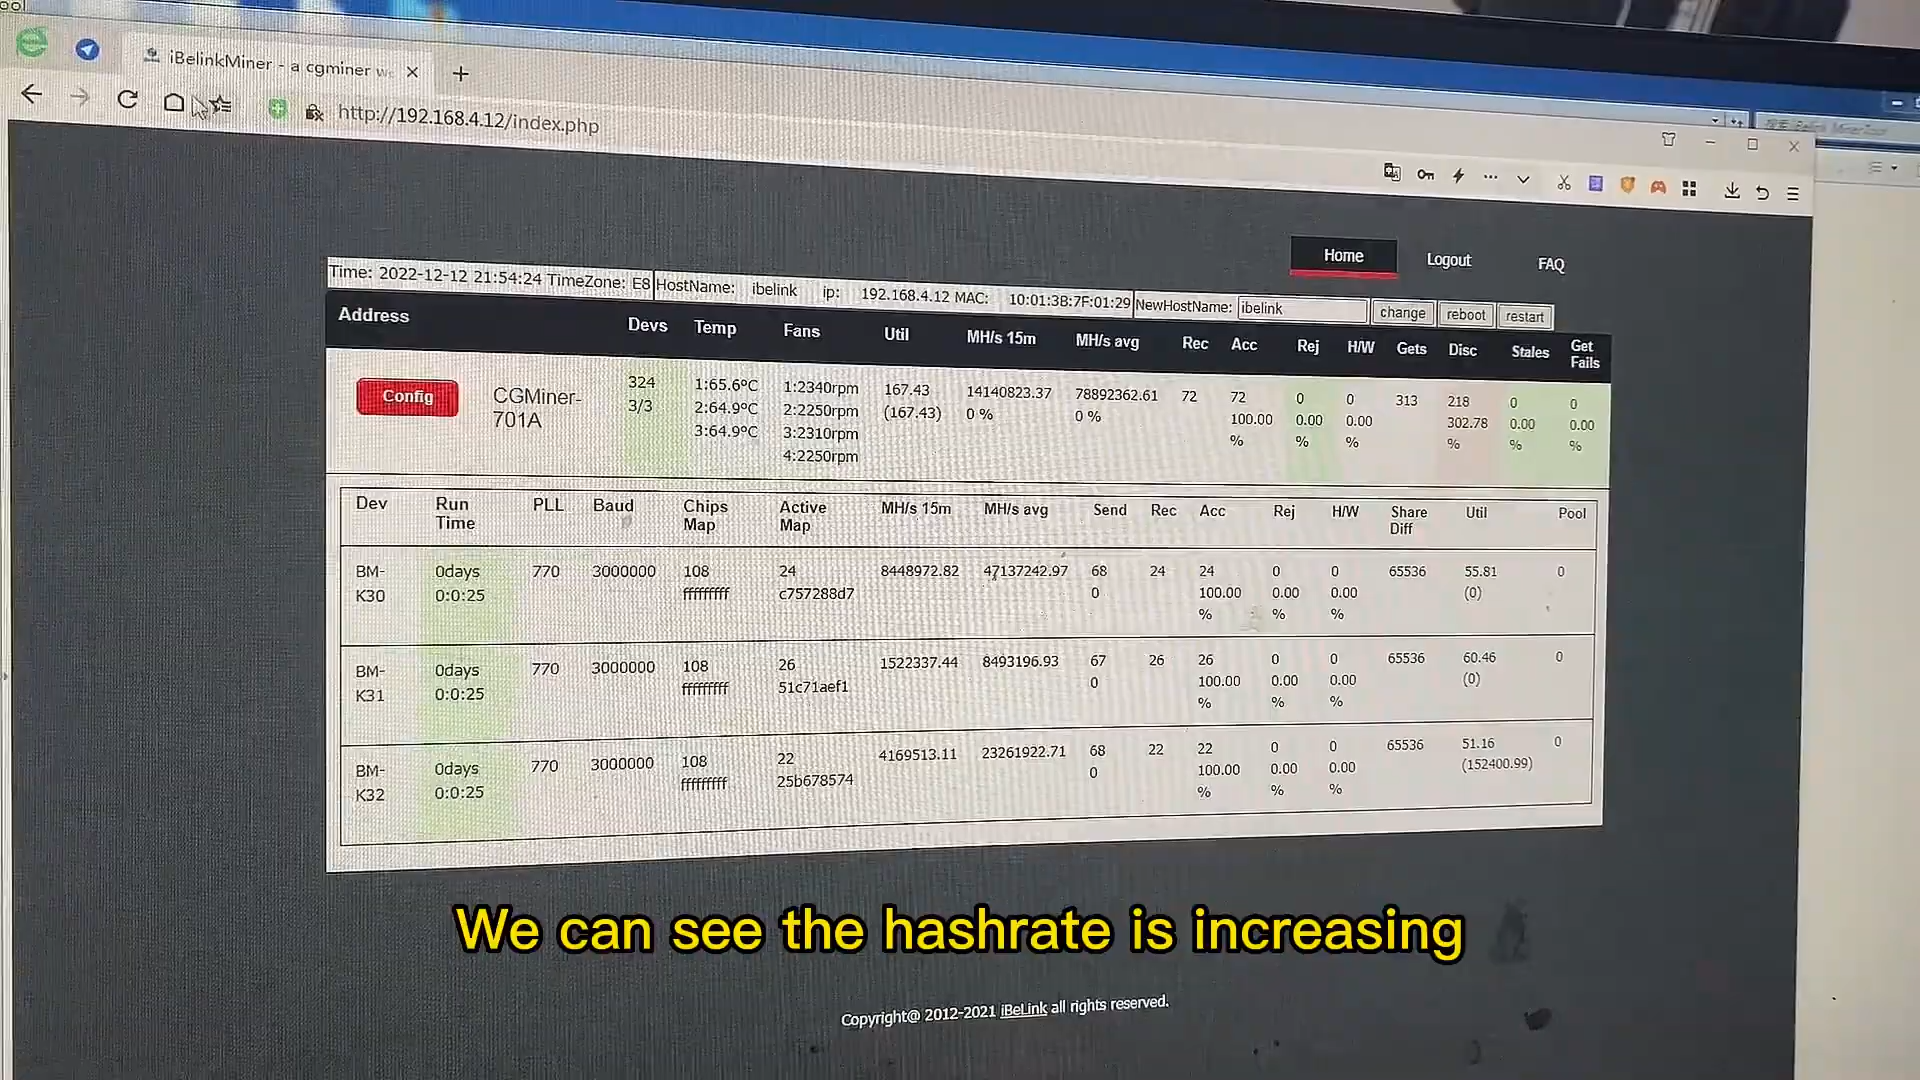 ool
iBelinkMiner - a cgminer w
http://192.168.4.12/index.php
Home Logout FAQ
Time: 2022-12-12 21:54:24 TimeZone: E8 HostName: ibelink ip: 192.168.4.12 MAC: 10:01:3B:7F:01:29 NewHostName: ibelink change reboot restart
Address Devs Temp Fans Util MH/s 15m MH/s avg Rec Acc Rej H/W Gets Disc Stales Get
Fails
Config CGMiner- 324 1:65.6ºC 1:2340rpm 167.43 14140823.37 78892362.61 72 72 0 0 313 218 0 0
701A 3/3 2:64.9ºC 2:2250rpm (167.43) 0 % 0 % 100.00 0.00 0.00 302.78 0.00 0.00
3:64.9ºC 3:2310rpm % % % % % %
4:2250rpm
Dev Run PLL Baud Chips Active MH/s 15m MH/s avg Send Rec Acc Rej H/W Share Util Pool
Time Map Map Diff
BM- 0days 770 3000000 108 24 8448972.82 47137242.97 68 24 24 0 0 65536 55.81 0
K30 0:0:25 fffffffff c757288d7 0 100.00 0.00 0.00 (0)
% % %
BM- 0days 770 3000000 108 26 1522337.44 8493196.93 67 26 26 0 0 65536 60.46 0
K31 0:0:25 fffffffff 51c71aef1 0 100.00 0.00 0.00 (0)
% % %
BM- 0days 770 3000000 108 22 4169513.11 23261922.71 68 22 22 0 0 65536 51.16 0
K32 0:0:25 fffffffff 25b678574 0 100.00 0.00 0.00 (152400.99)
% % %
We can see the hashrate is increasing
Copyright@ 2012-2021 iBeLink all rights reserved.